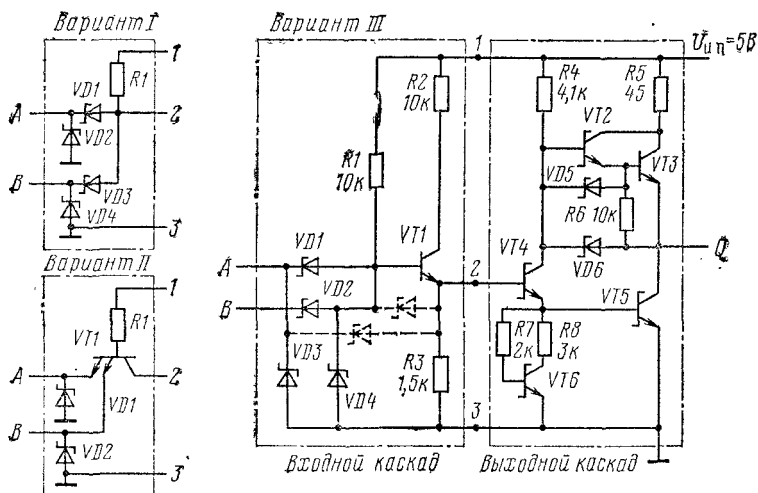 Вариант I
1
R1
VD1
A
2
VD2
B
VD3
VD4
3
Вариант II
1
R1
VT1
A
2
VD1
B
VD2
3
Вариант III
1
Uип=5В
R2
10к
R1
10к
VT1
A
VD1
2
B
VD2
VD3
R3
1,5к
VD4
3
Входной каскад
R4
4,1к
R5
45
VT2
VD5
VT3
R6 10к
Q
VT4
VD6
VT5
R7
2к
R8
3к
VT6
Выходной каскад